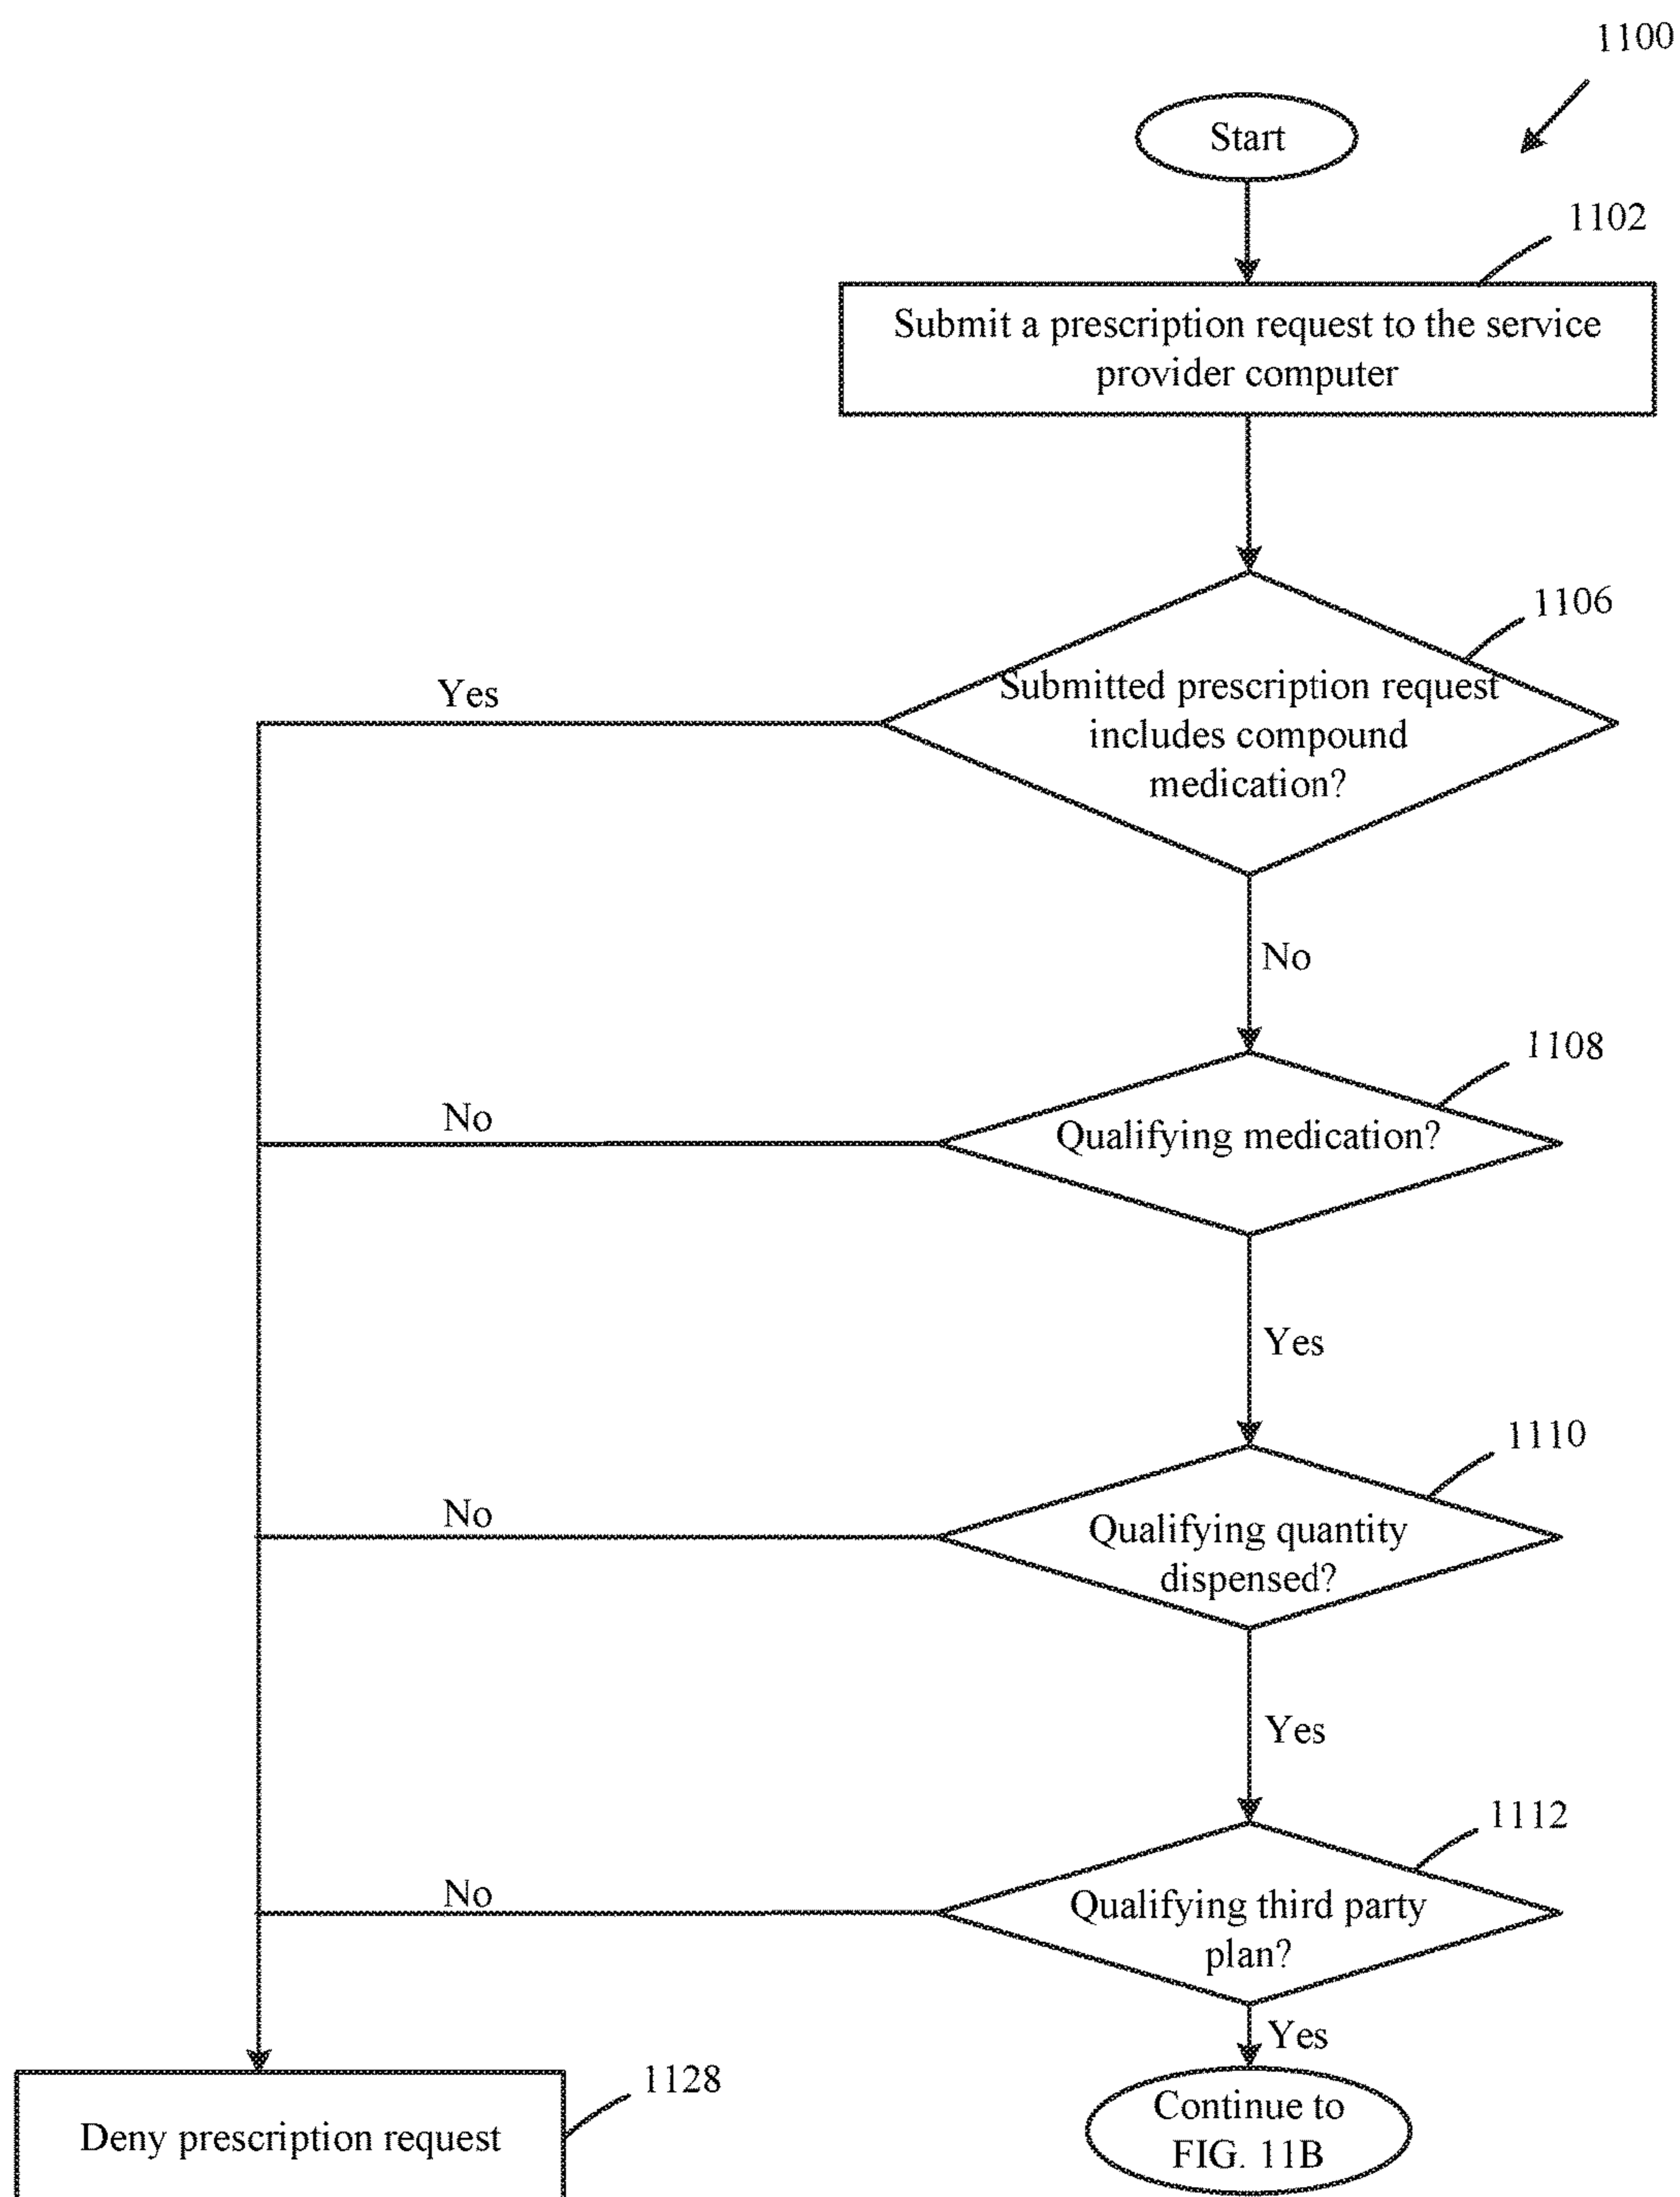 1100
Start
1102
Submit a prescription request to the service
provider computer
1106
Submitted prescription request
includes compound
medication?
Yes
No
1108
Qualifying medication?
No
Yes
1110
Qualifying quantity
dispensed?
No
Yes
1112
Qualifying third party
plan?
No
Yes
1128
Deny prescription request
Continue to
FIG. 11B